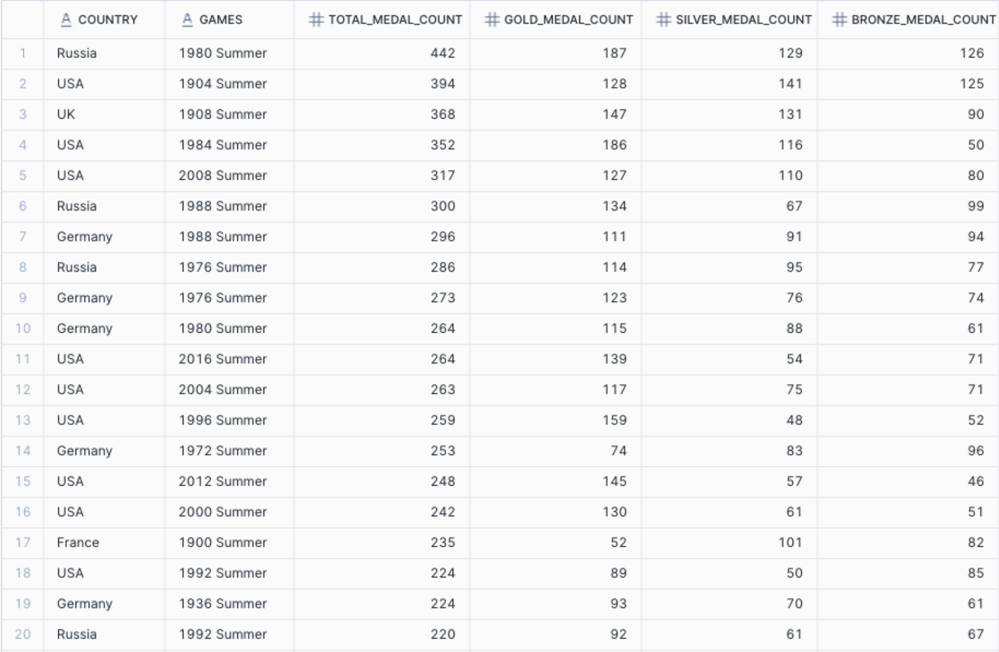 A COUNTRY A GAMES # TOTAL_MEDAL_COUNT # GOLD_MEDAL_COUNT # SILVER_MEDAL_COUNT # BRONZE_MEDAL_COUNT
1 Russia 1980 Summer 442 187 129 126
2 USA 1904 Summer 394 128 141 125
3 UK 1908 Summer 368 147 131 90
4 USA 1984 Summer 352 186 116 50
5 USA 2008 Summer 317 127 110 80
6 Russia 1988 Summer 300 134 67 99
7 Germany 1988 Summer 296 111 91 94
8 Russia 1976 Summer 286 114 95 77
9 Germany 1976 Summer 273 123 76 74
10 Germany 1980 Summer 264 115 88 61
11 USA 2016 Summer 264 139 54 71
12 USA 2004 Summer 263 117 75 71
13 USA 1996 Summer 259 159 48 52
14 Germany 1972 Summer 253 74 83 96
15 USA 2012 Summer 248 145 57 46
16 USA 2000 Summer 242 130 61 51
17 France 1900 Summer 235 52 101 82
18 USA 1992 Summer 224 89 50 85
19 Germany 1936 Summer 224 93 70 61
20 Russia 1992 Summer 220 92 61 67